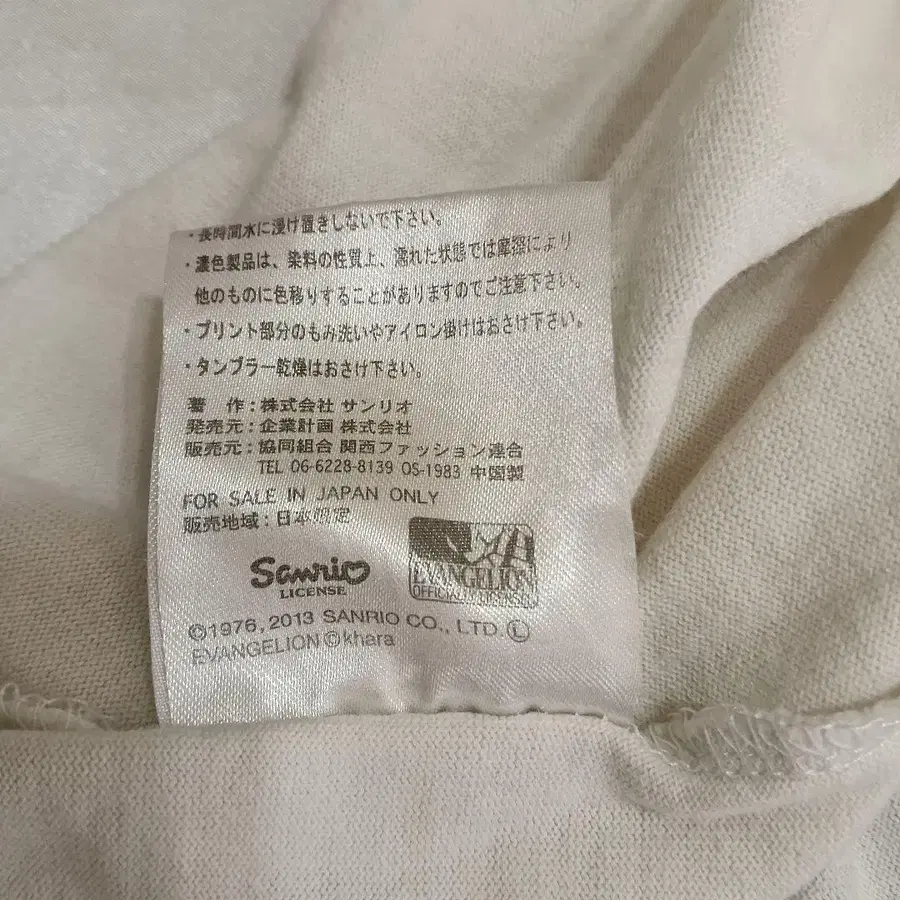 ・長時間水に浸け置きしないで下さい。
・濃色製品は、染料の性質上、濡れた状態では摩擦により
他のものに色移りすることがありますのでご注意下さい。
・プリント部分のもみ洗いやアイロン掛けはおさけ下さい。
・タンブラー乾燥はおさけ下さい。
著 作：株式会社 サンリオ
発売元：企業計画 株式会社
販売元：協同組合 関西ファッション連合
TEL 06-6228-8139 OS-1983 中国製
FOR SALE IN JAPAN ONLY
販売地域：日本限定
Sanrio
LICENSE
EVANGELION
OFFICIALLY LICENSED
©1976, 2013 SANRIO CO., LTD. Ⓛ
EVANGELION ©khara